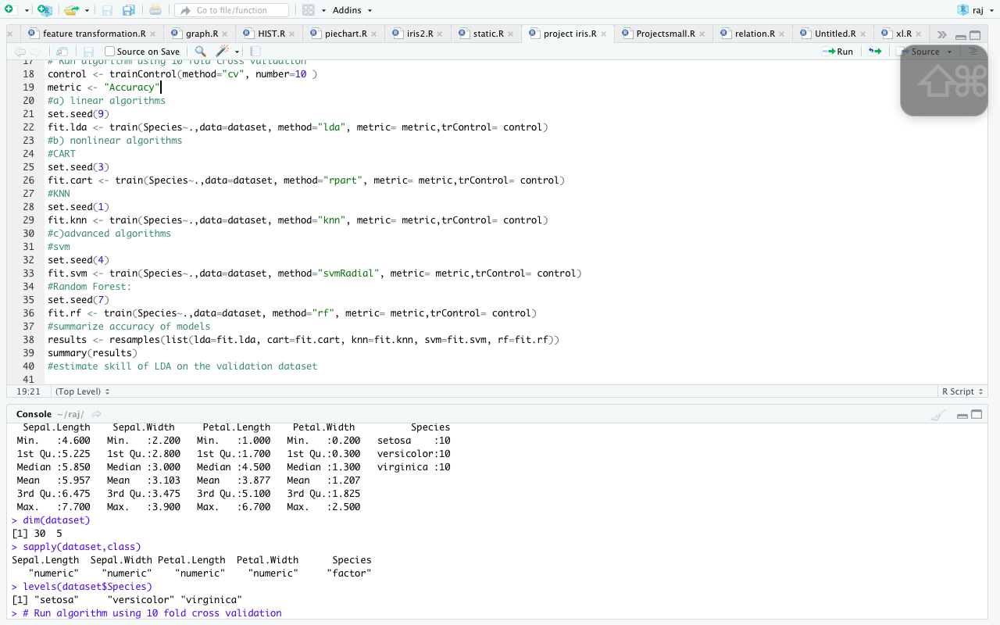 Go to file/function
Addins
raj
feature transformation.R
graph.R
HIST.R
piechart.R
iris2.R
static.R
project iris.R
Projectsmall.R
relation.R
Untitled.R
xl.R
Source on Save
Run
Source
17 # Run algorithm using 10 fold cross validation
18 control <- trainControl(method="cv", number=10 )
19 metric <- "Accuracy"
20 #a) linear algorithms
21 set.seed(9)
22 fit.lda <- train(Species~.,data=dataset, method="lda", metric= metric,trControl= control)
23 #b) nonlinear algorithms
24 #CART
25 set.seed(3)
26 fit.cart <- train(Species~.,data=dataset, method="rpart", metric= metric,trControl= control)
27 #KNN
28 set.seed(1)
29 fit.knn <- train(Species~.,data=dataset, method="knn", metric= metric,trControl= control)
30 #c)advanced algorithms
31 #svm
32 set.seed(4)
33 fit.svm <- train(Species~.,data=dataset, method="svmRadial", metric= metric,trControl= control)
34 #Random Forest:
35 set.seed(7)
36 fit.rf <- train(Species~.,data=dataset, method="rf", metric= metric,trControl= control)
37 #summarize accuracy of models
38 results <- resamples(list(lda=fit.lda, cart=fit.cart, knn=fit.knn, svm=fit.svm, rf=fit.rf))
39 summary(results)
40 #estimate skill of LDA on the validation dataset
41
19:21 (Top Level) R Script
Console ~/raj/
Sepal.Length Sepal.Width Petal.Length Petal.Width Species
Min. :4.600 Min. :2.200 Min. :1.000 Min. :0.200 setosa :10
1st Qu.:5.225 1st Qu.:2.800 1st Qu.:1.700 1st Qu.:0.300 versicolor:10
Median :5.850 Median :3.000 Median :4.500 Median :1.300 virginica :10
Mean :5.957 Mean :3.103 Mean :3.877 Mean :1.207
3rd Qu.:6.475 3rd Qu.:3.475 3rd Qu.:5.100 3rd Qu.:1.825
Max. :7.700 Max. :3.900 Max. :6.700 Max. :2.500
> dim(dataset)
[1] 30 5
> sapply(dataset,class)
Sepal.Length Sepal.Width Petal.Length Petal.Width Species
"numeric" "numeric" "numeric" "numeric" "factor"
> levels(dataset$Species)
[1] "setosa" "versicolor" "virginica"
> # Run algorithm using 10 fold cross validation